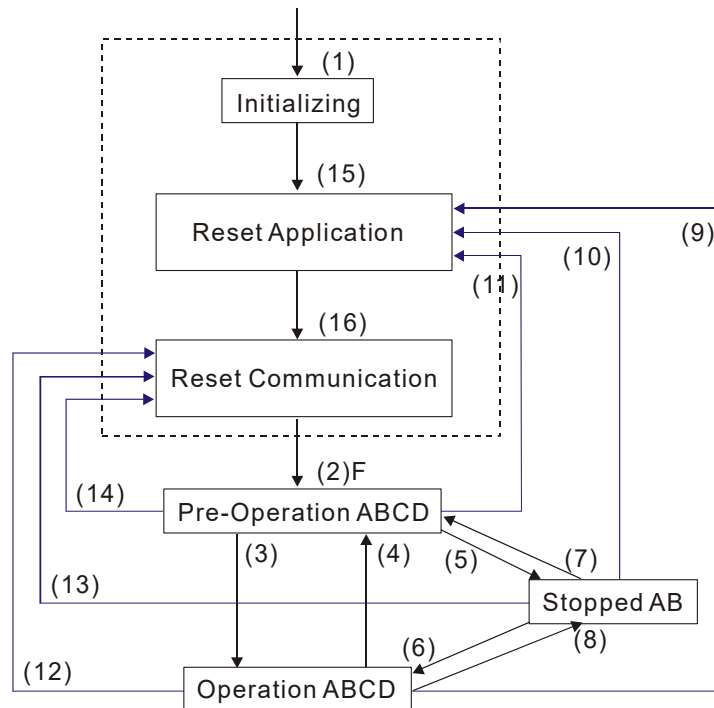 (1)
Initializing
(15)
Reset Application
(9)
(10)
(11)
(16)
Reset Communication
(2)F
(14)
Pre-Operation ABCD
(3)
(4)
(5)
(7)
(13)
Stopped AB
(6)
(8)
(12)
Operation ABCD